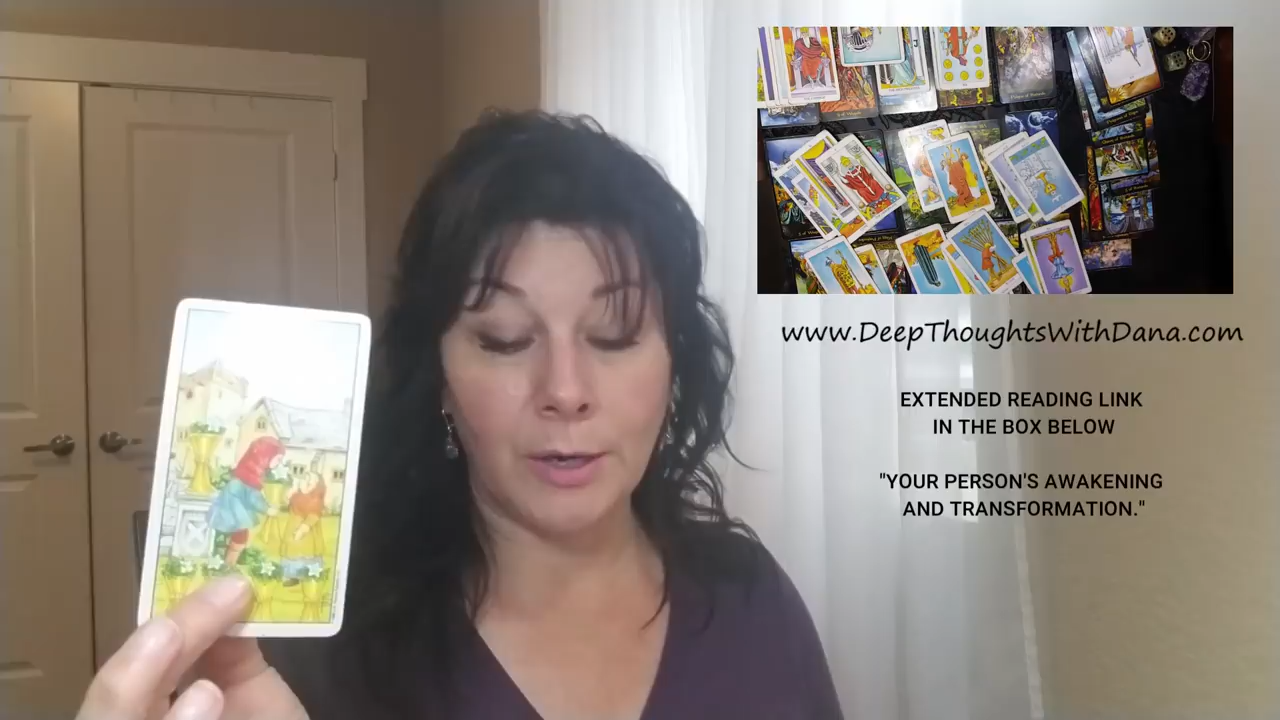 www.DeepThoughtsWithDana.com
EXTENDED READING LINK
IN THE BOX BELOW
"YOUR PERSON'S AWAKENING
AND TRANSFORMATION."